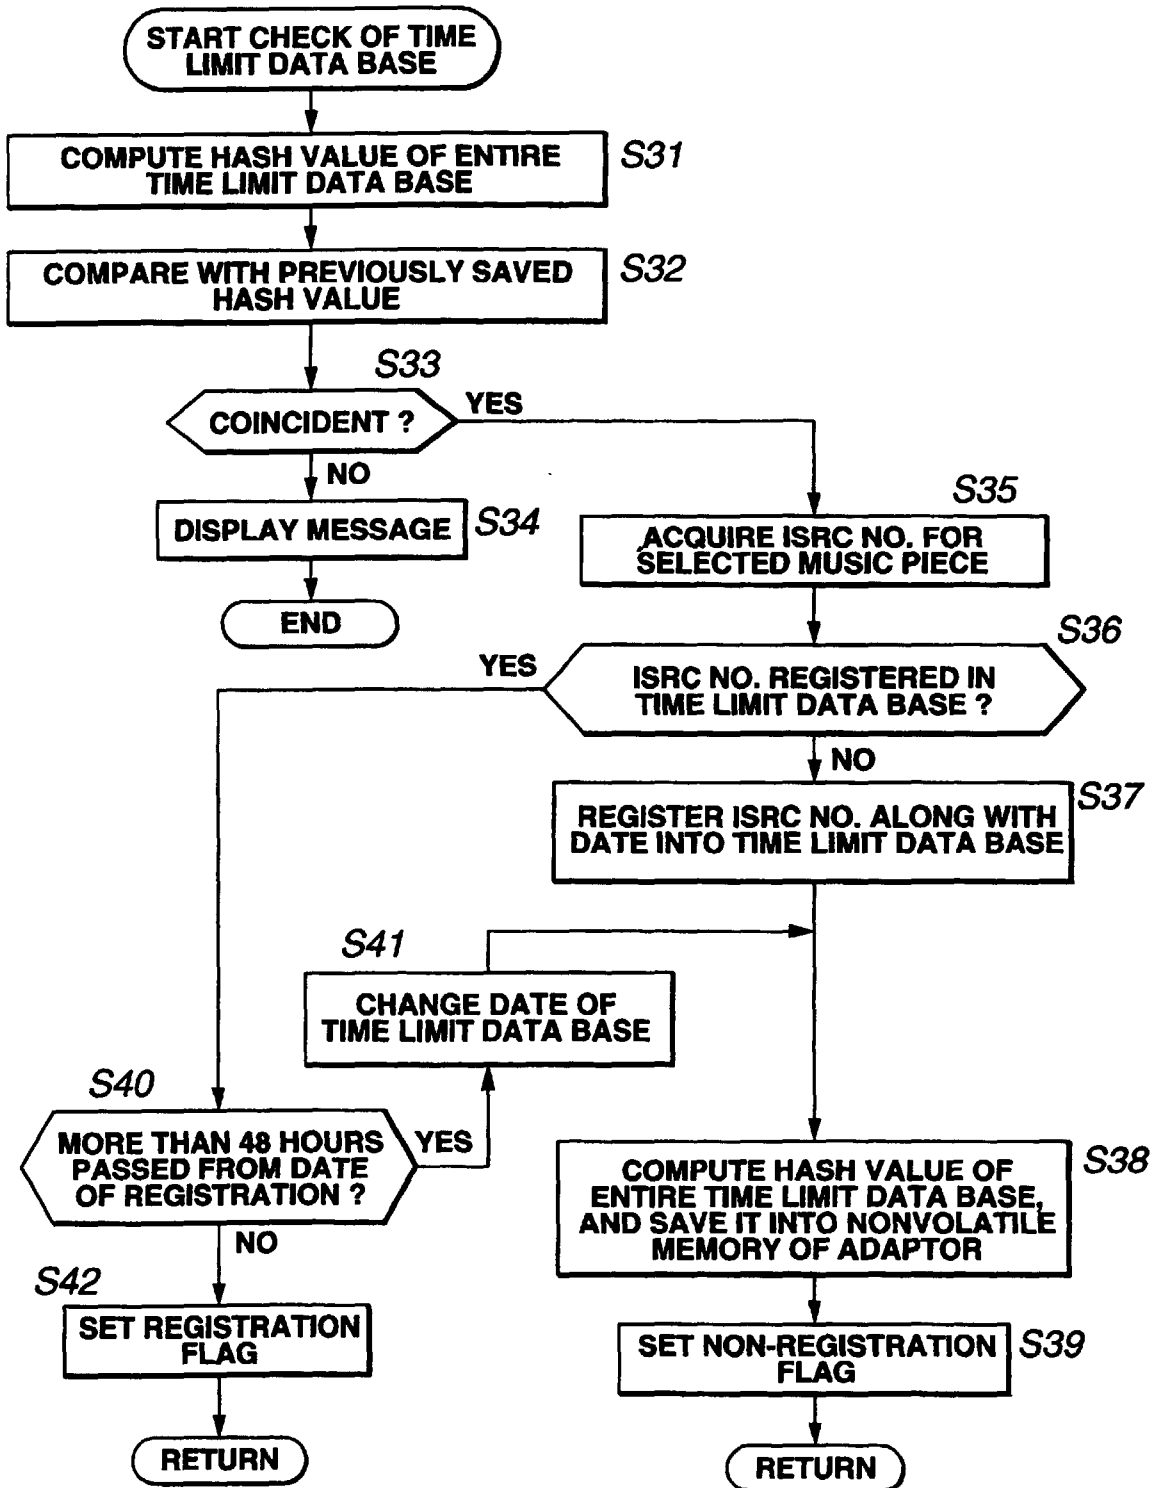 START CHECK OF TIME
LIMIT DATA BASE
COMPUTE HASH VALUE OF ENTIRE
TIME LIMIT DATA BASE
S31
COMPARE WITH PREVIOUSLY SAVED
HASH VALUE
S32
S33
COINCIDENT ?
YES
NO
DISPLAY MESSAGE
S34
END
S35
ACQUIRE ISRC NO. FOR
SELECTED MUSIC PIECE
S36
YES
ISRC NO. REGISTERED IN
TIME LIMIT DATA BASE ?
NO
S37
REGISTER ISRC NO. ALONG WITH
DATE INTO TIME LIMIT DATA BASE
S41
CHANGE DATE OF
TIME LIMIT DATA BASE
S40
MORE THAN 48 HOURS
PASSED FROM DATE
OF REGISTRATION ?
YES
NO
S38
COMPUTE HASH VALUE OF
ENTIRE TIME LIMIT DATA BASE,
AND SAVE IT INTO NONVOLATILE
MEMORY OF ADAPTOR
S42
SET REGISTRATION
FLAG
RETURN
SET NON-REGISTRATION
FLAG
S39
RETURN